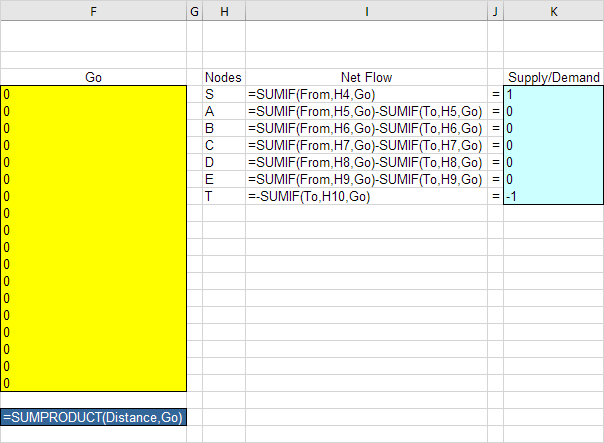 F G H I J K
Go Nodes Net Flow Supply/Demand
0 S =SUMIF(From,H4,Go) = 1
0 A =SUMIF(From,H5,Go)-SUMIF(To,H5,Go) = 0
0 B =SUMIF(From,H6,Go)-SUMIF(To,H6,Go) = 0
0 C =SUMIF(From,H7,Go)-SUMIF(To,H7,Go) = 0
0 D =SUMIF(From,H8,Go)-SUMIF(To,H8,Go) = 0
0 E =SUMIF(From,H9,Go)-SUMIF(To,H9,Go) = 0
0 T =-SUMIF(To,H10,Go) = -1
0
0
0
0
0
0
0
0
0
0
0
=SUMPRODUCT(Distance,Go)